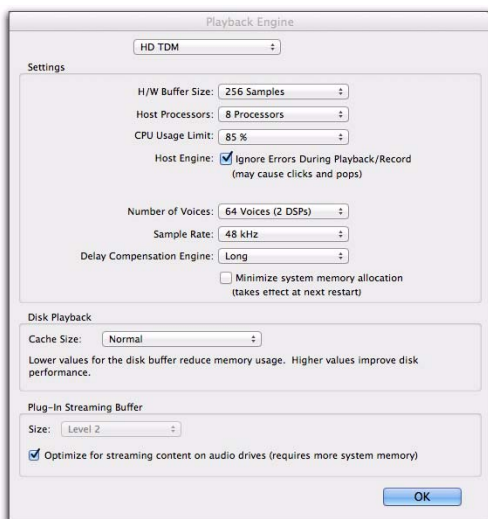 Playback Engine
HD TDM
Settings
H/W Buffer Size: 256 Samples
Host Processors: 8 Processors
CPU Usage Limit: 85 %
Host Engine: Ignore Errors During Playback/Record
(may cause clicks and pops)
Number of Voices: 64 Voices (2 DSPs)
Sample Rate: 48 kHz
Delay Compensation Engine: Long
Minimize system memory allocation
(takes effect at next restart)
Disk Playback
Cache Size: Normal
Lower values for the disk buffer reduce memory usage. Higher values improve disk
performance.
Plug-In Streaming Buffer
Size: Level 2
Optimize for streaming content on audio drives (requires more system memory)
OK